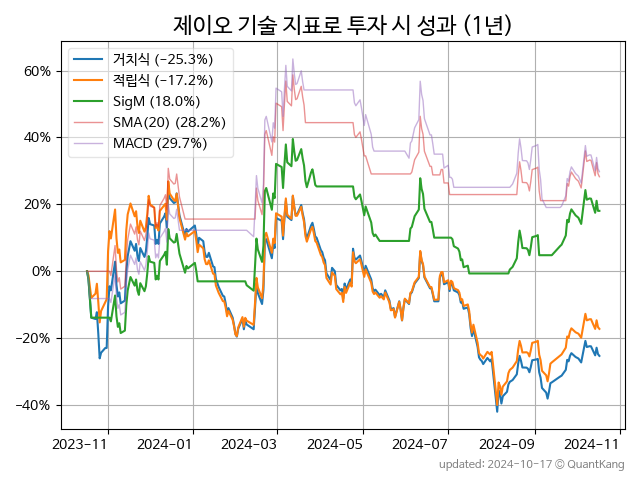 제이오 기술 지표로 투자 시 성과 (1년)
거치식 (-25.3%)
적립식 (-17.2%)
SigM (18.0%)
SMA(20) (28.2%)
MACD (29.7%)
60%
40%
20%
0%
-20%
-40%
2023-11 2024-01 2024-03 2024-05 2024-07 2024-09 2024-11
updated: 2024-10-17 © QuantKang